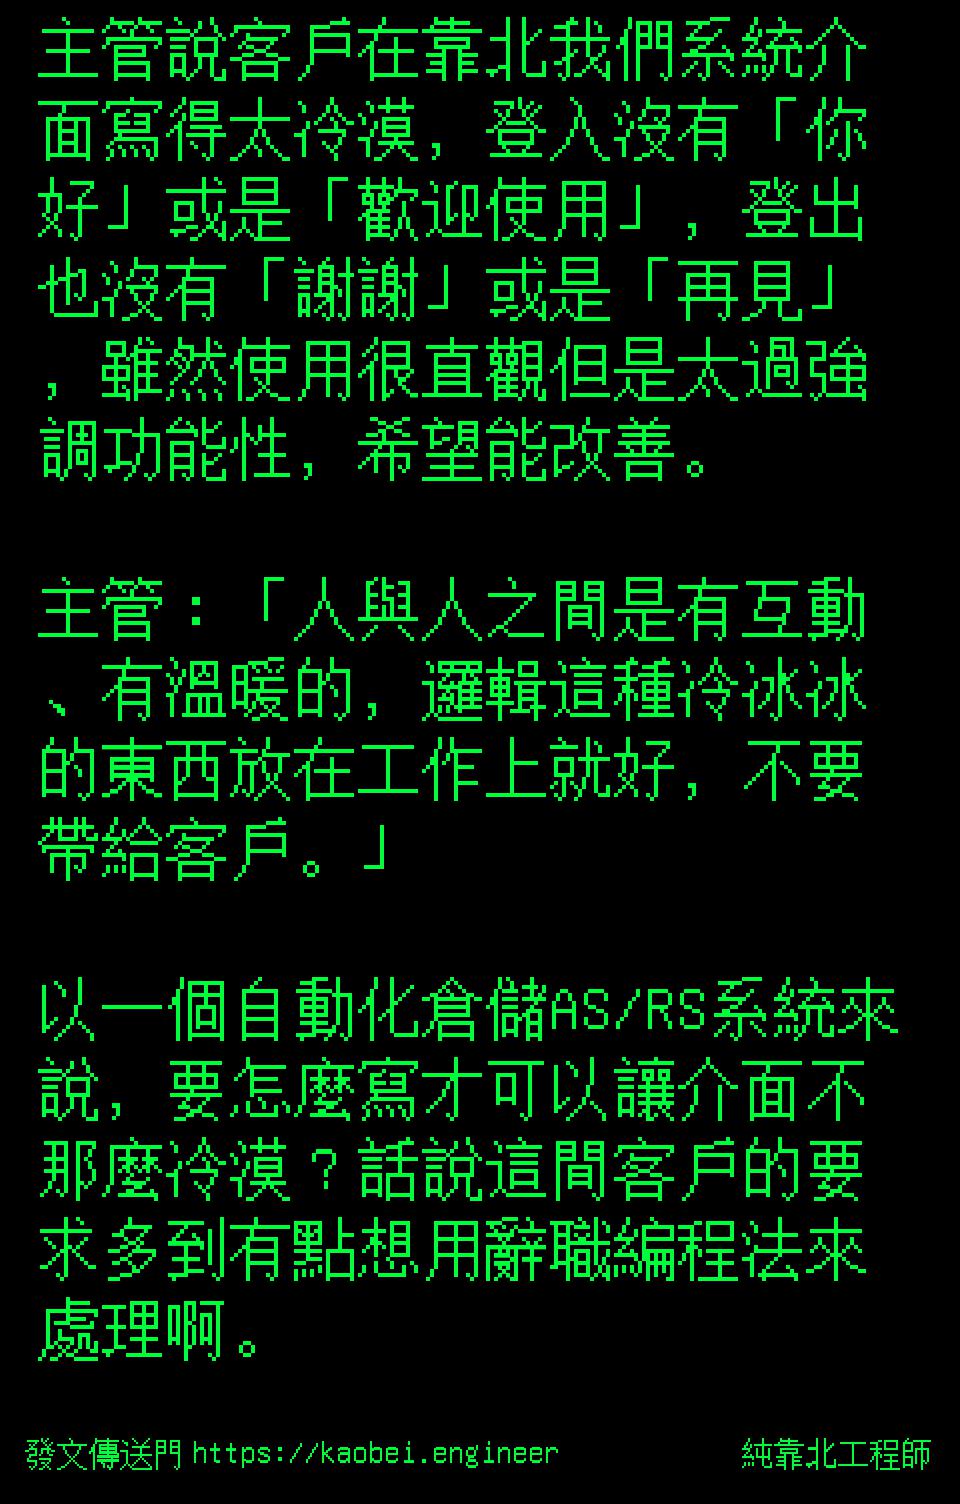 主管說客戶在靠北我們系統介
面寫得太冷漠，登入沒有「你
好」或是「歡迎使用」，登出
也沒有「謝謝」或是「再見」
，雖然使用很直觀但是太過強
調功能性，希望能改善。
主管：「人與人之間是有互動
、有溫暖的，邏輯這種冷冰冰
的東西放在工作上就好，不要
帶給客戶。」
以一個自動化倉儲AS/RS系統來
說，要怎麼寫才可以讓介面不
那麼冷漠？話說這間客戶的要
求多到有點想用辭職編程法來
處理啊。
發文傳送門 https://kaobei.engineer
純靠北工程師